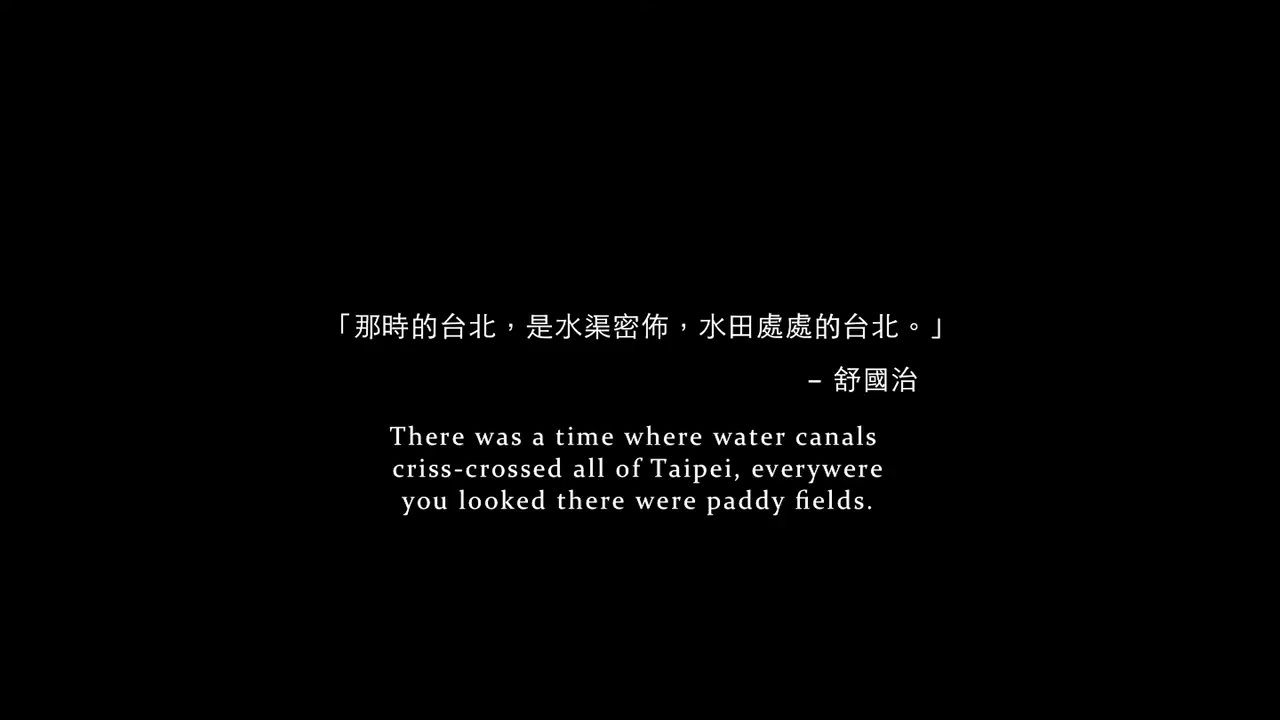 「那時的台北，是水渠密佈，水田處處的台北。」
– 舒國治
There was a time where water canals
criss-crossed all of Taipei, everywere
you looked there were paddy fields.